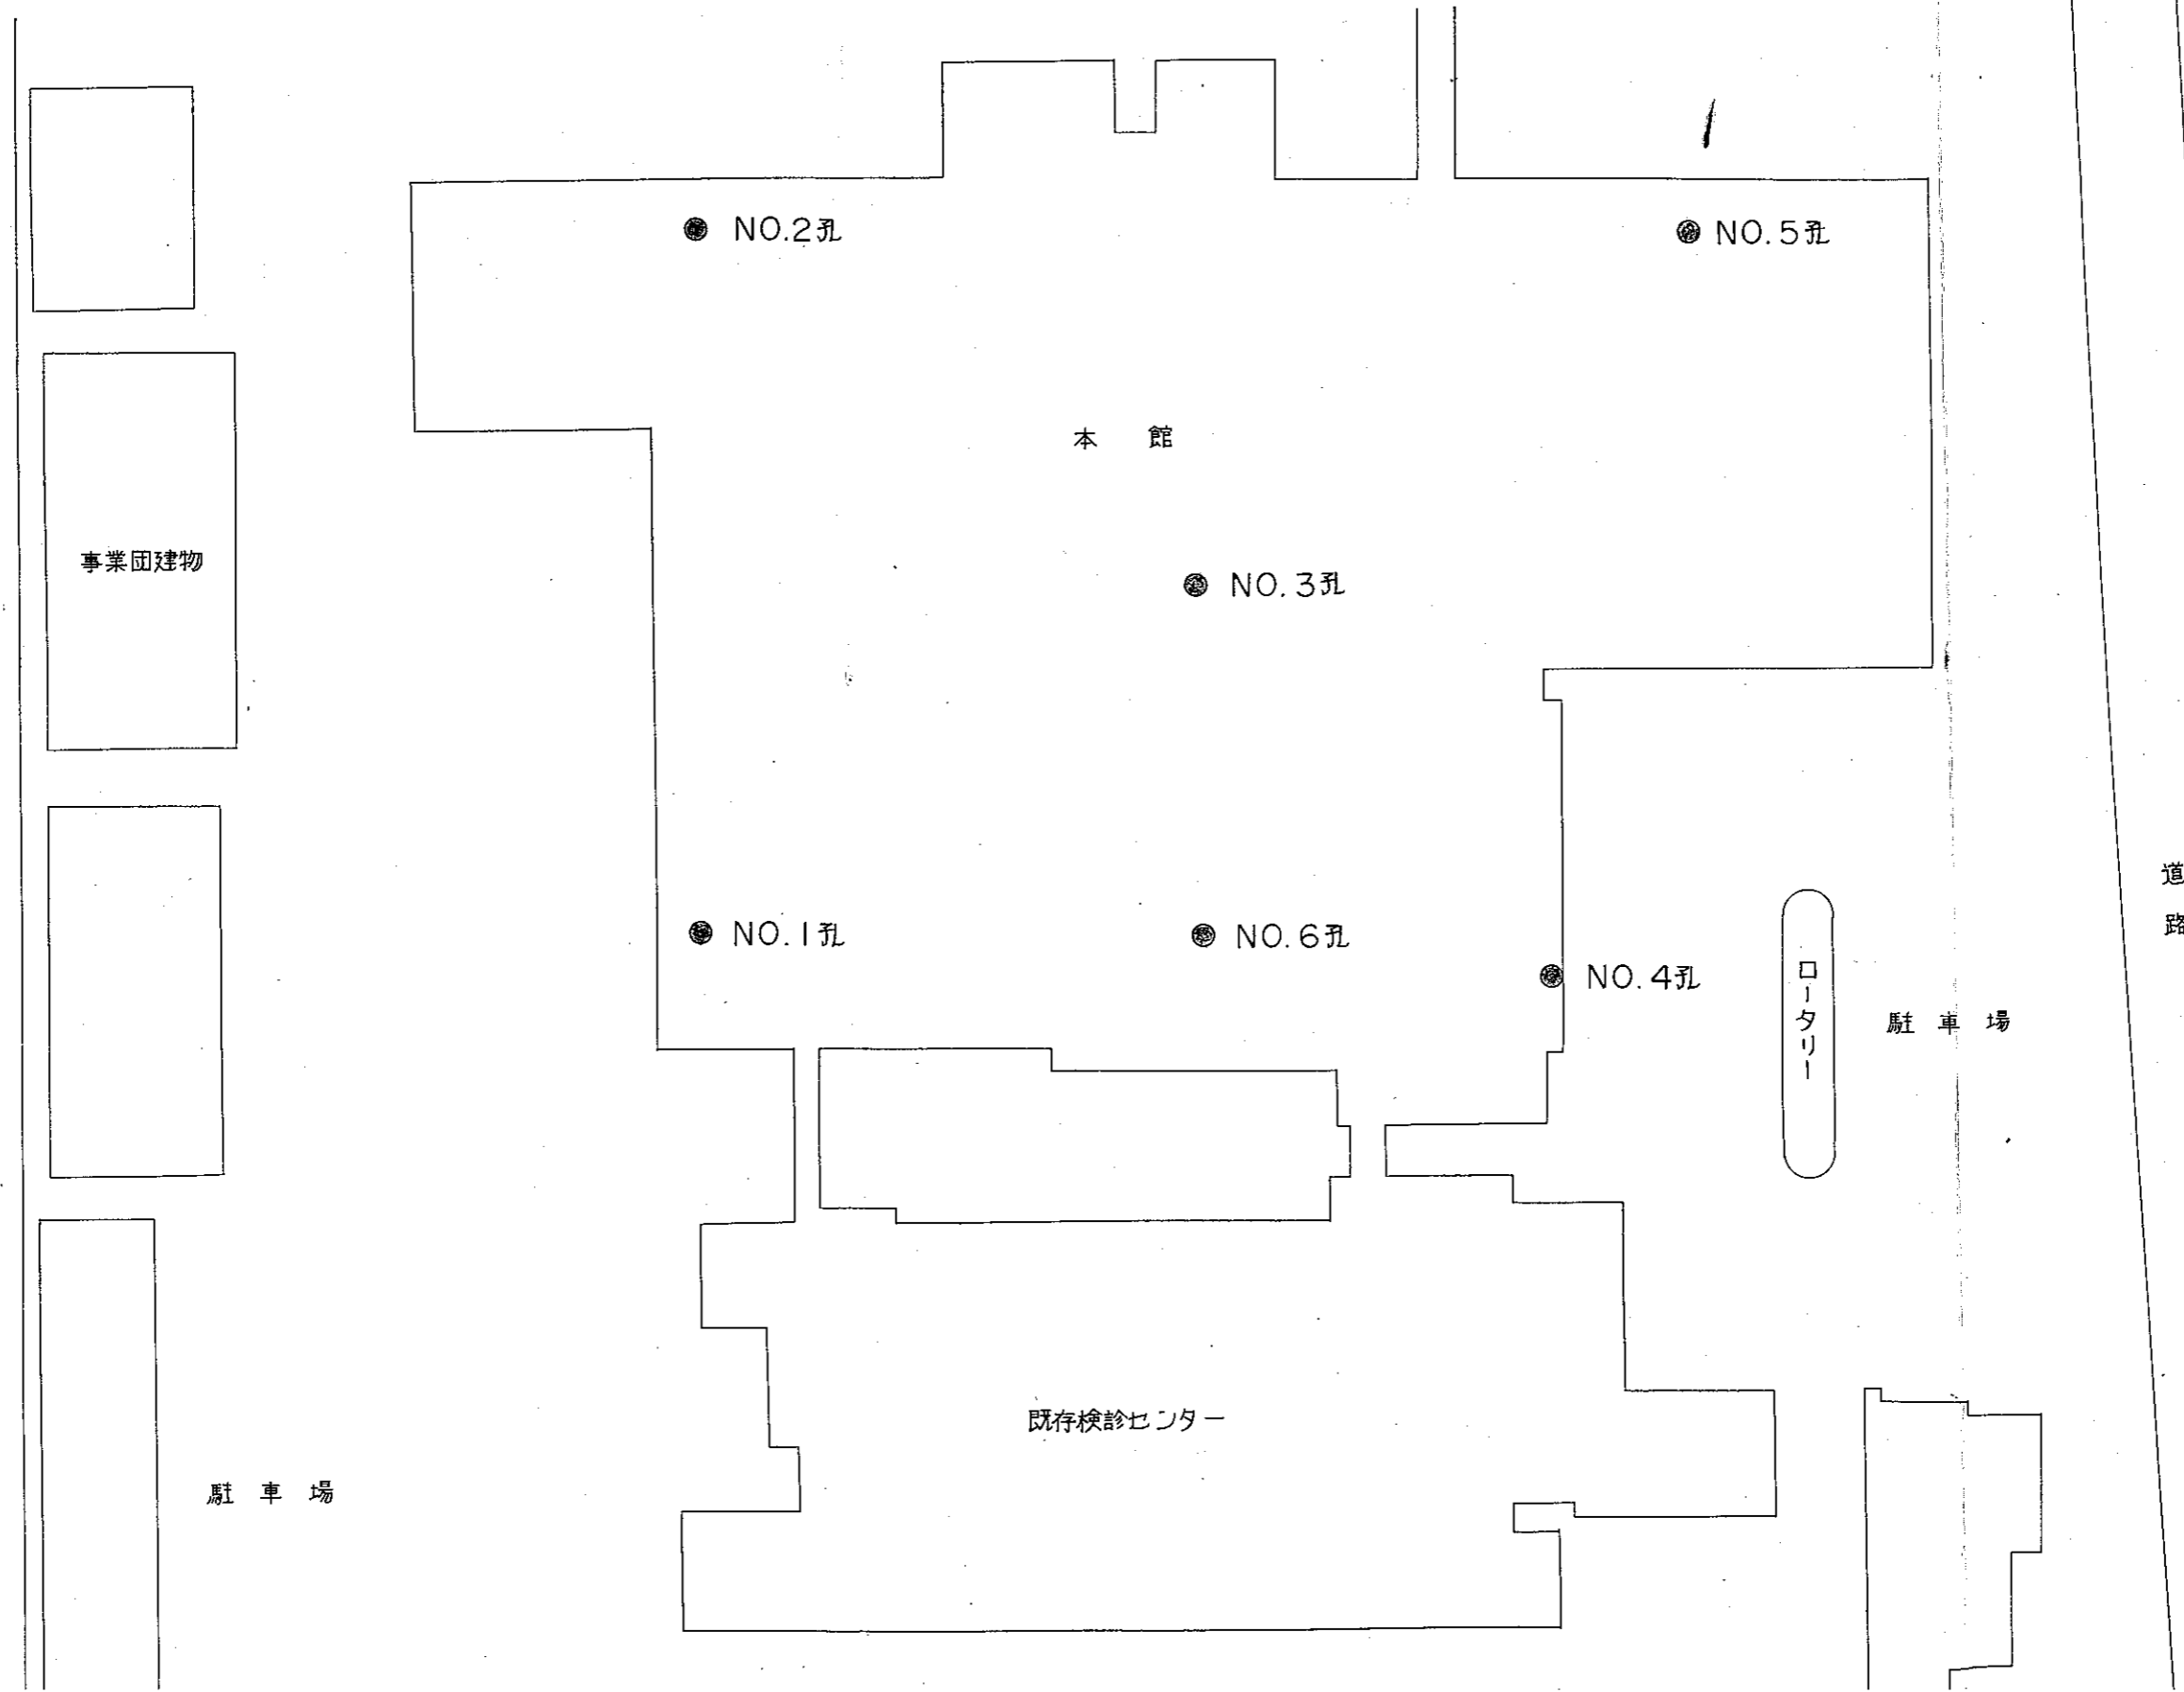 NO.2孔
NO.5孔
本館
事業団建物
NO.3孔
道路
NO.1孔
NO.6孔
NO.4孔
ロータリー
駐車場
既存検診センター
駐車場